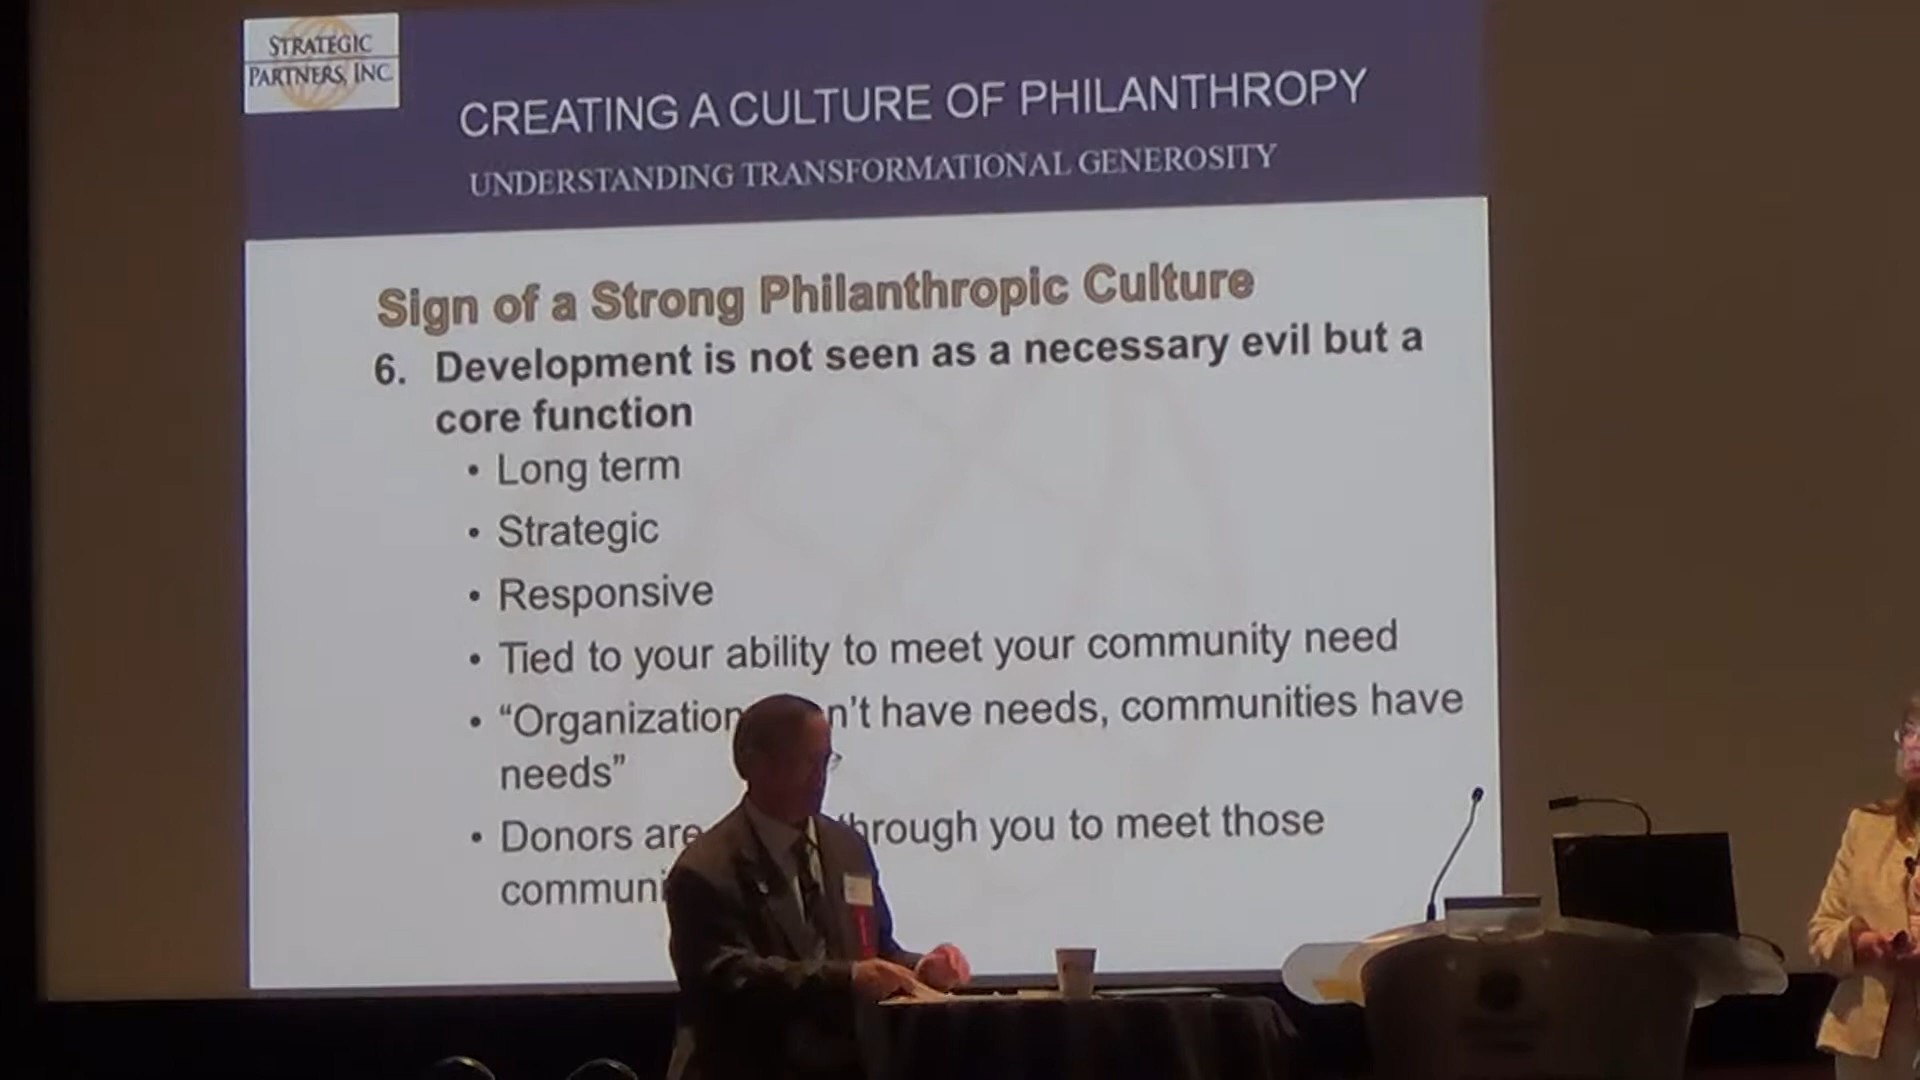 STRATEGIC
PARTNERS, INC.
CREATING A CULTURE OF PHILANTHROPY
UNDERSTANDING TRANSFORMATIONAL GENEROSITY
Sign of a Strong Philanthropic Culture
6. Development is not seen as a necessary evil but a
core function
• Long term
• Strategic
• Responsive
• Tied to your ability to meet your community need
• “Organization n’t have needs, communities have
needs”
• Donors are through you to meet those